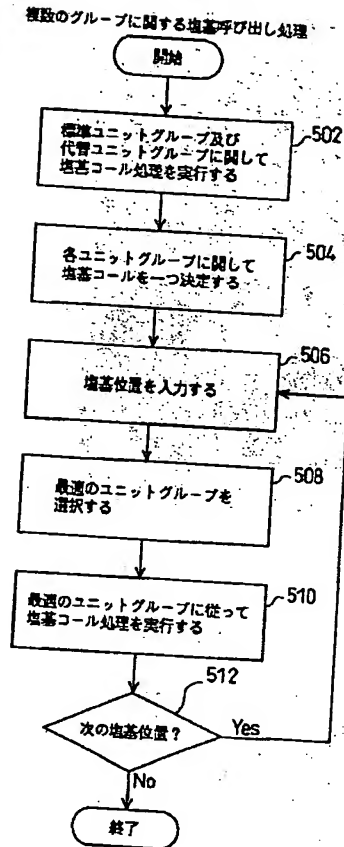 複数のグループに関する塩基呼び出し処理
開始
標準ユニットグループ及び
代替ユニットグループに関して
塩基コール処理を実行する
502
各ユニットグループに関して
塩基コールを一つ決定する
504
塩基位置を入力する
506
最適のユニットグループを
選択する
508
最適のユニットグループに従って
塩基コール処理を実行する
510
512
次の塩基位置?
Yes
No
終了